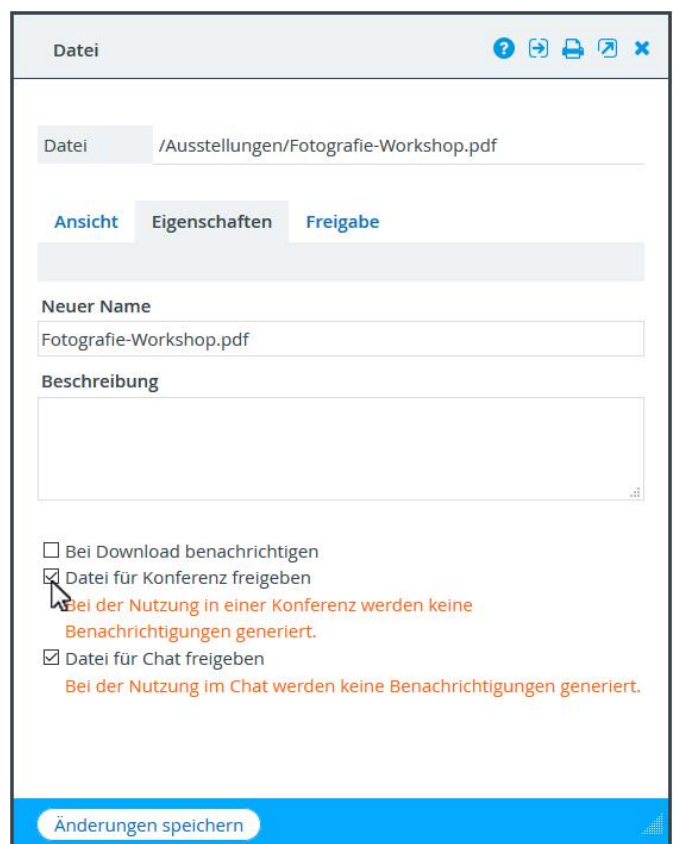 Datei
Datei /Ausstellungen/Fotografie-Workshop.pdf
Ansicht Eigenschaften Freigabe
Neuer Name
Fotografie-Workshop.pdf
Beschreibung
Bei Download benachrichtigen
Datei für Konferenz freigeben
Bei der Nutzung in einer Konferenz werden keine
Benachrichtigungen generiert.
Datei für Chat freigeben
Bei der Nutzung im Chat werden keine Benachrichtigungen generiert.
Änderungen speichern